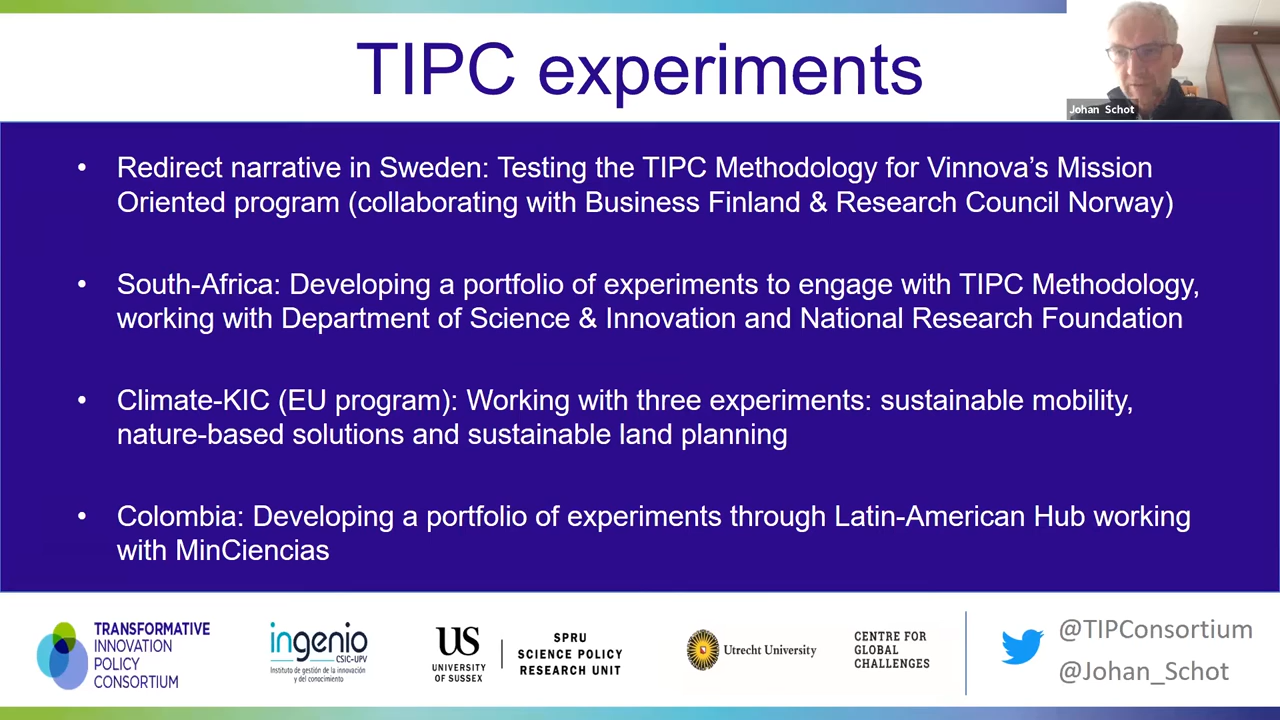 TIPC experiments
Johan Schot
• Redirect narrative in Sweden: Testing the TIPC Methodology for Vinnova’s Mission
Oriented program (collaborating with Business Finland & Research Council Norway)
• South-Africa: Developing a portfolio of experiments to engage with TIPC Methodology,
working with Department of Science & Innovation and National Research Foundation
• Climate-KIC (EU program): Working with three experiments: sustainable mobility,
nature-based solutions and sustainable land planning
• Colombia: Developing a portfolio of experiments through Latin-American Hub working
with MinCiencias
TRANSFORMATIVE
INNOVATION
POLICY
CONSORTIUM
ingenio
CSIC-UPV
Instituto de gestión de la innovación
y del conocimiento
US
UNIVERSITY
OF SUSSEX
SPRU
SCIENCE POLICY
RESEARCH UNIT
Utrecht University
CENTRE FOR
GLOBAL
CHALLENGES
@TIPConsortium
@Johan_Schot